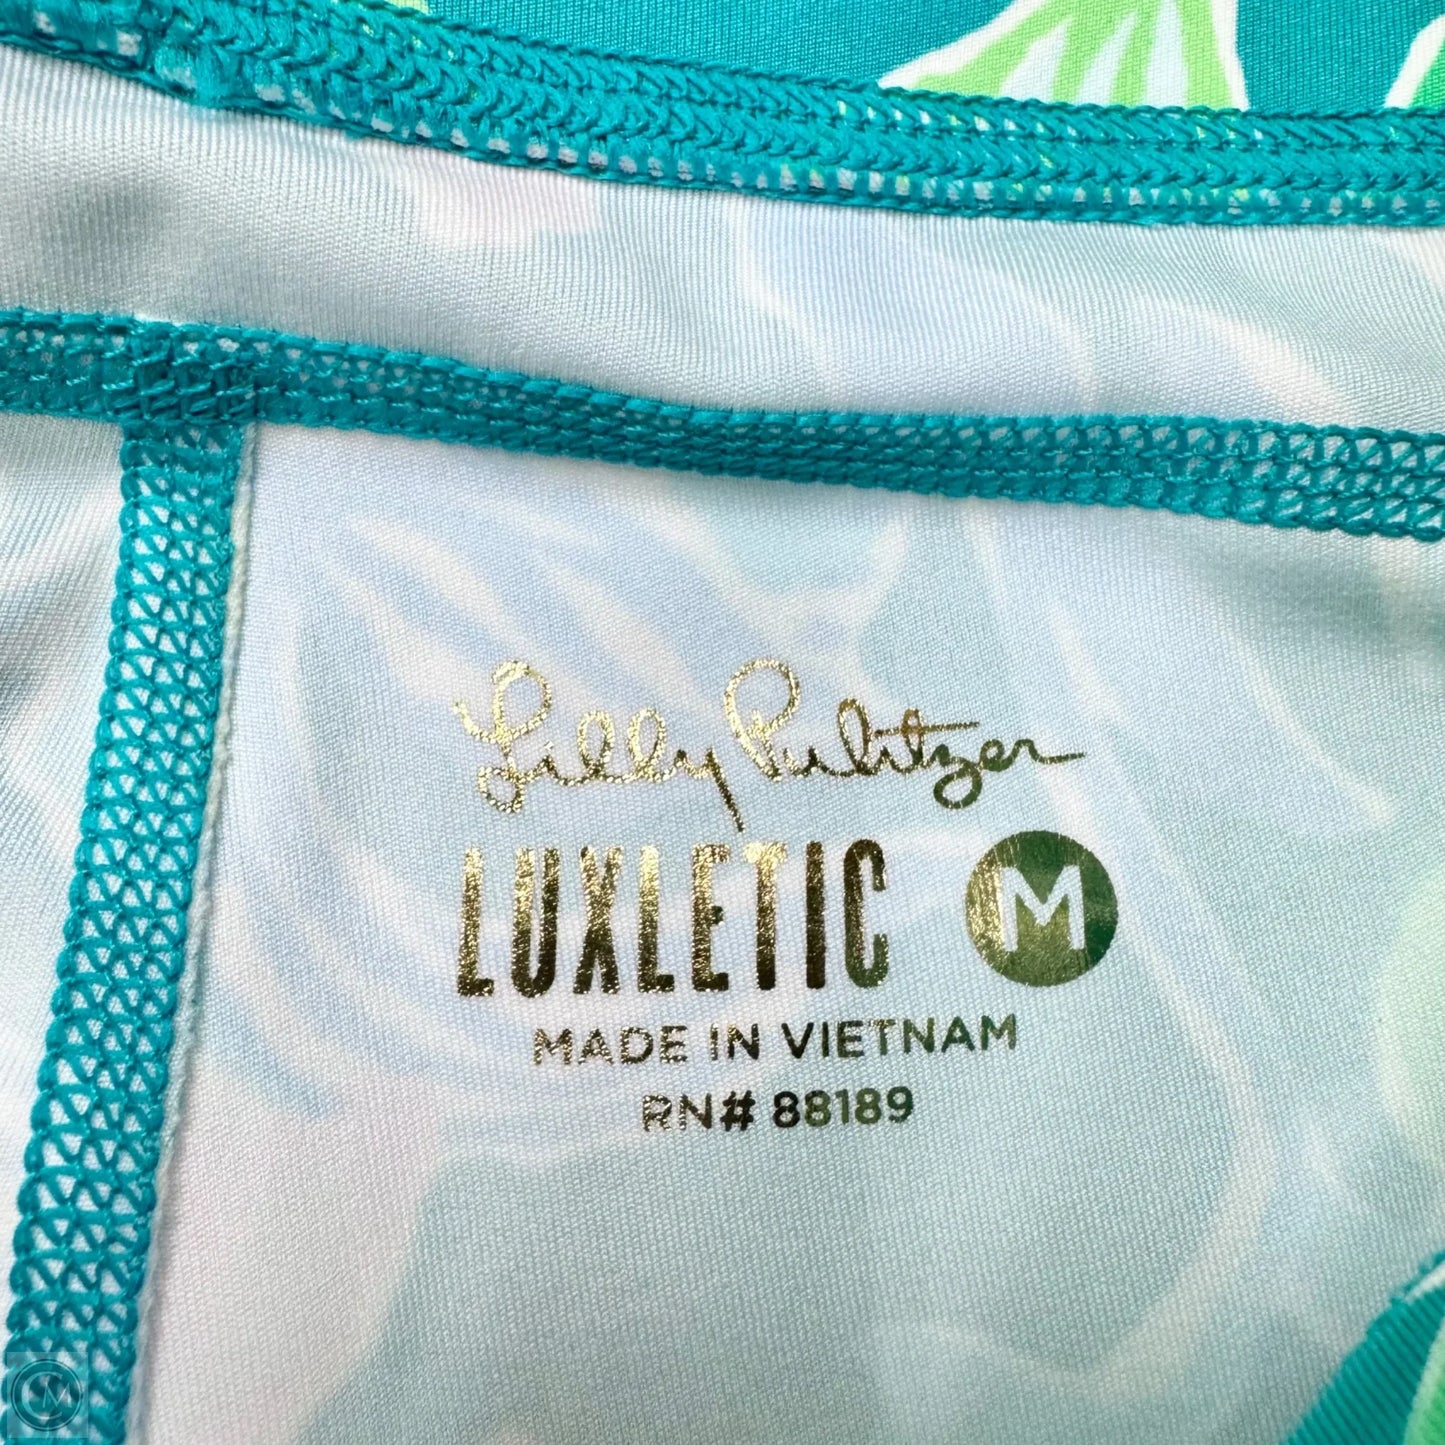 Lilly Pulitzer
LUXLETIC M
MADE IN VIETNAM
RN# 88189